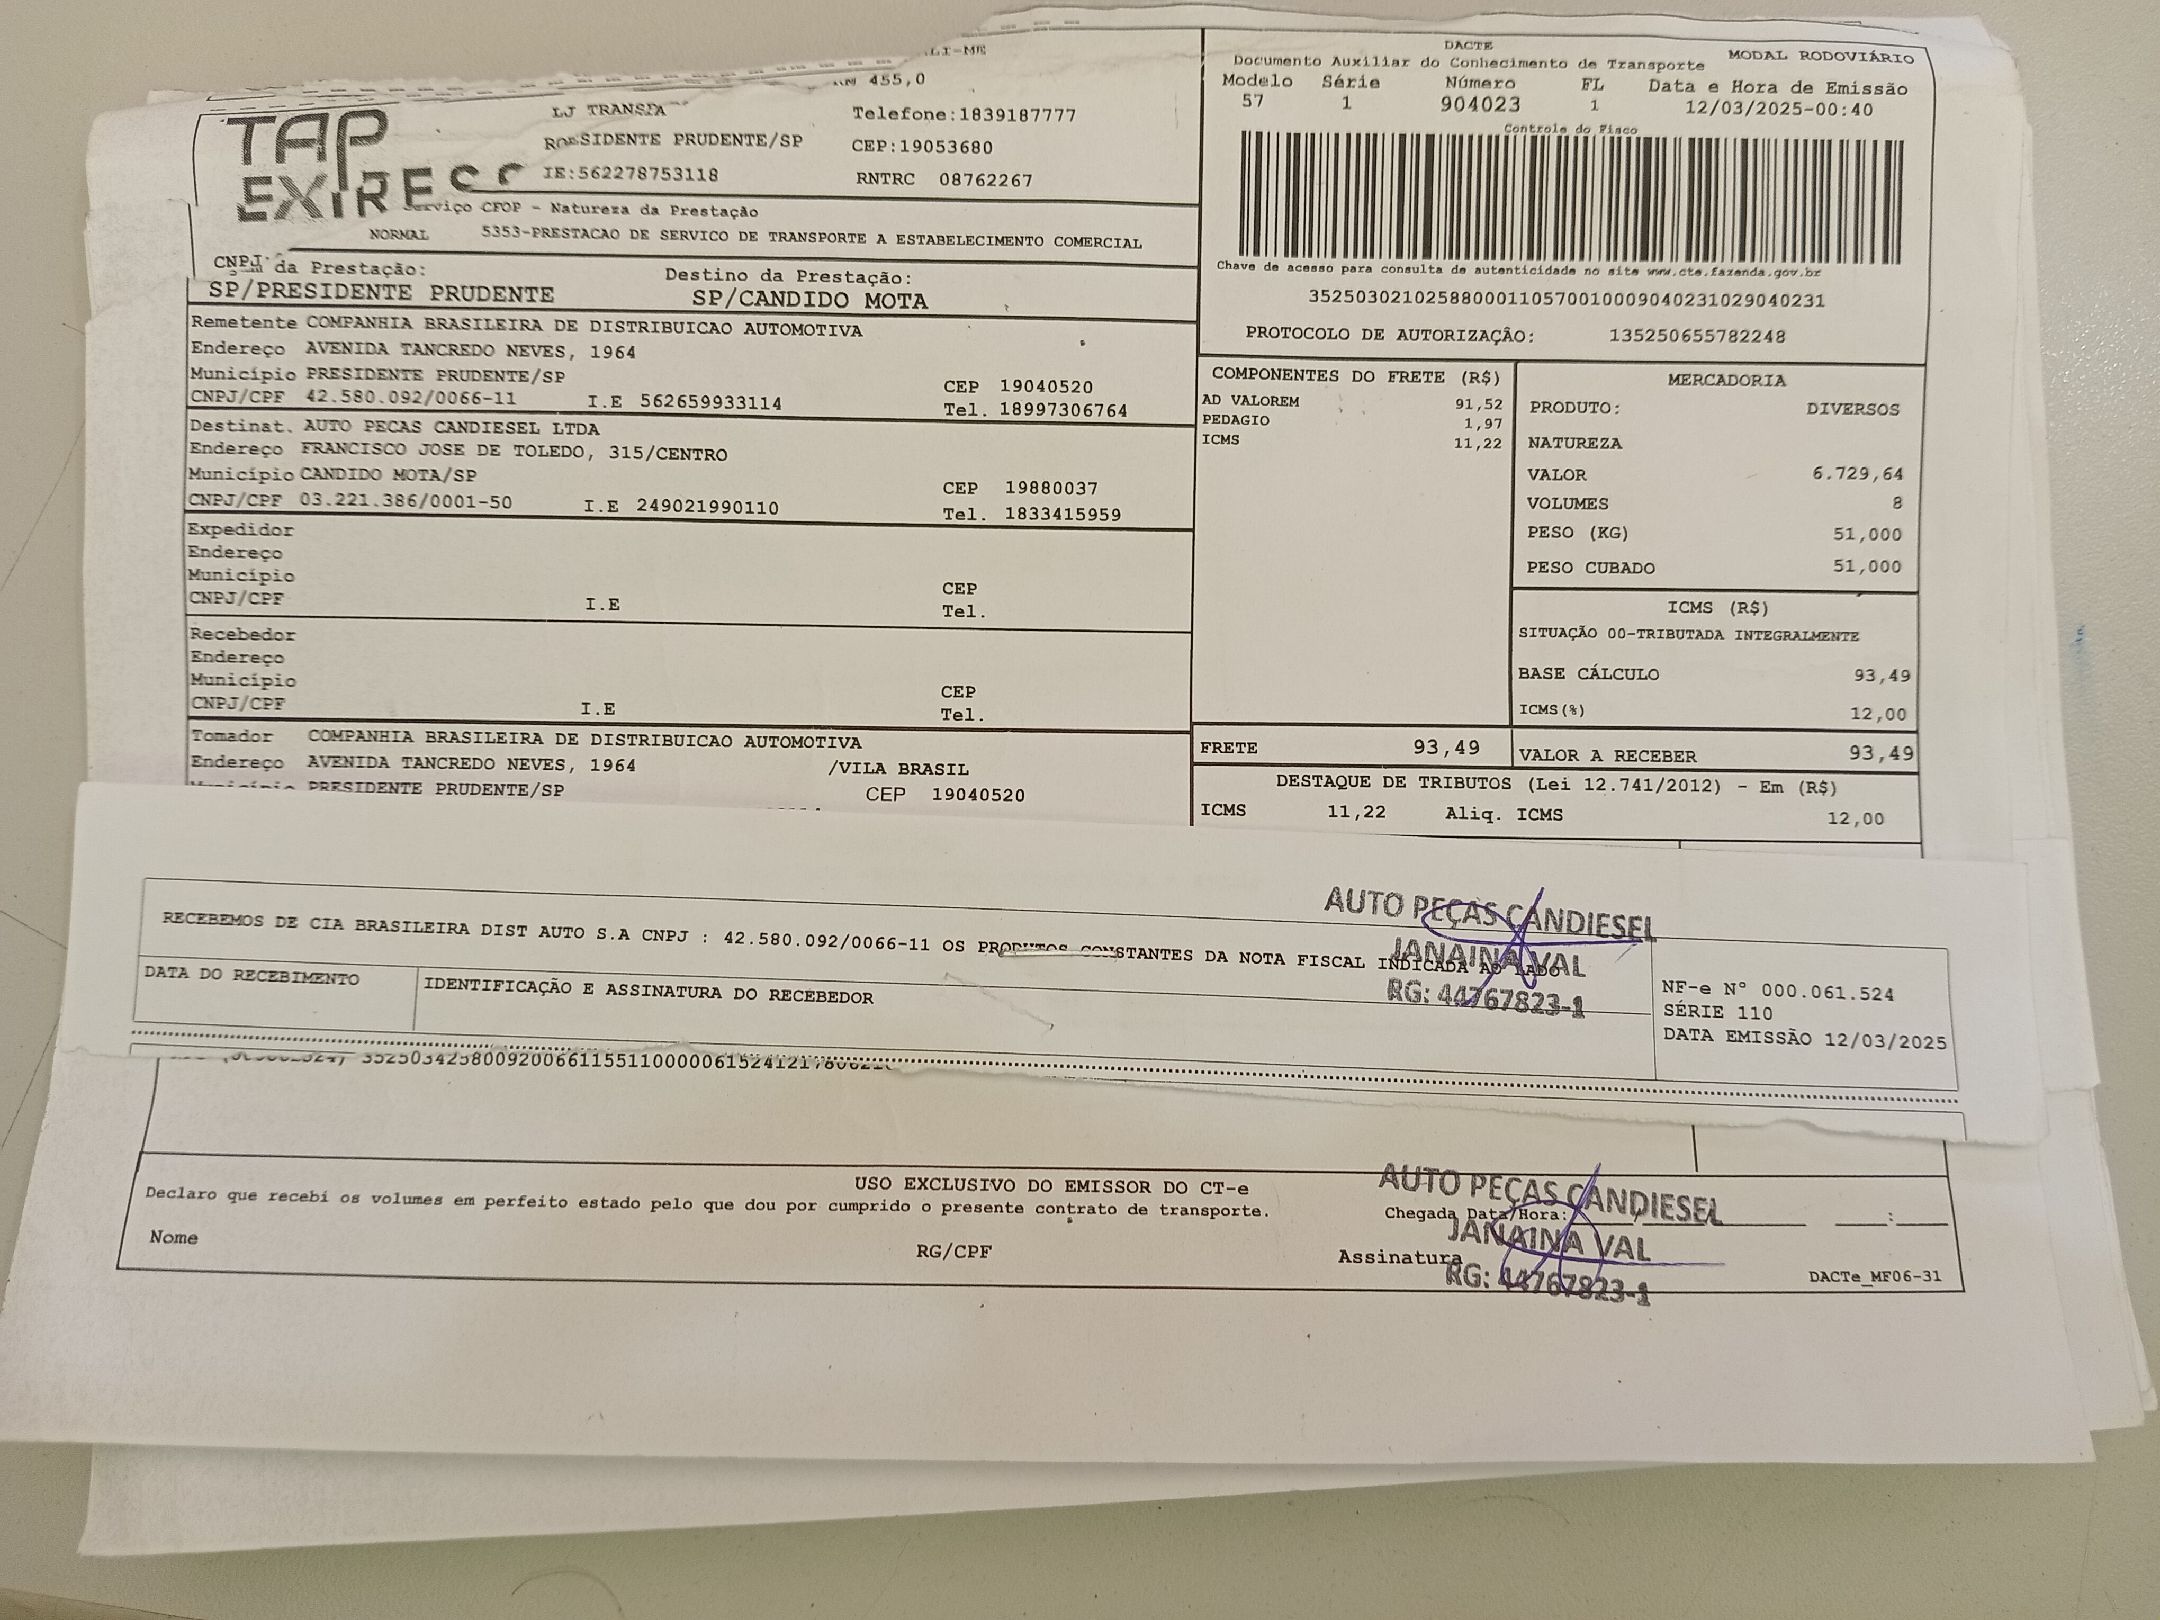 LI-ME
455,0
TAP
EXPRESS
LJ
Telefone:1839187777
PRESIDENTE PRUDENTE/SP
CEP:19053680
IE:562278753118
RNTRC 08762267
CFOP - Natureza da Prestação
NORMAL 5353-PRESTACAO DE SERVICO DE TRANSPORTE A ESTABELECIMENTO COMERCIAL
CNPJ
da Prestação:
Destino da Prestação:
SP/PRESIDENTE PRUDENTE
SP/CANDIDO MOTA
DACTE
MODAL RODOVIÁRIO
Documento Auxiliar do Conhecimento de Transporte
Modelo Série Número FL Data e Hora de Emissão
57 1 904023 1 12/03/2025-00:40
Controle do Fisco
Chave de acesso para consulta de autenticidade no site www.cte.fazenda.gov.br
35250302102588000110570010009040231029040231
PROTOCOLO DE AUTORIZAÇÃO: 135250655782248
Remetente COMPANHIA BRASILEIRA DE DISTRIBUICAO AUTOMOTIVA
Endereço AVENIDA TANCREDO NEVES, 1964
Município PRESIDENTE PRUDENTE/SP CEP 19040520
CNPJ/CPF 42.580.092/0066-11 I.E 562659933114 Tel. 18997306764
Destinat. AUTO PECAS CANDIESEL LTDA
Endereço FRANCISCO JOSE DE TOLEDO, 315/CENTRO
Município CANDIDO MOTA/SP CEP 19880037
CNPJ/CPF 03.221.386/0001-50 I.E 249021990110 Tel. 1833415959
Expedidor
Endereço
Município CEP
CNPJ/CPF I.E Tel.
Recebedor
Endereço
Município CEP
CNPJ/CPF I.E Tel.
Tomador COMPANHIA BRASILEIRA DE DISTRIBUICAO AUTOMOTIVA
Endereço AVENIDA TANCREDO NEVES, 1964 /VILA BRASIL
PRESIDENTE PRUDENTE/SP CEP 19040520
COMPONENTES DO FRETE (R$)
AD VALOREM 91,52
PEDAGIO 1,97
ICMS 11,22
MERCADORIA
PRODUTO: DIVERSOS
NATUREZA
VALOR 6.729,64
VOLUMES 8
PESO (KG) 51,000
PESO CUBADO 51,000
ICMS (R$)
SITUAÇÃO 00-TRIBUTADA INTEGRALMENTE
BASE CÁLCULO 93,49
ICMS(%) 12,00
FRETE 93,49
VALOR A RECEBER 93,49
DESTAQUE DE TRIBUTOS (Lei 12.741/2012) - Em (R$)
ICMS 11,22 Aliq. ICMS 12,00
RECEBEMOS DE CIA BRASILEIRA DIST AUTO S.A CNPJ : 42.580.092/0066-11 OS PRODUTOS CONSTANTES DA NOTA FISCAL INDICADA AO LADO
DATA DO RECEBIMENTO
IDENTIFICAÇÃO E ASSINATURA DO RECEBEDOR
AUTO PEÇAS CANDIESEL
JANAINA VAL
RG: 44767823-1
NF-e Nº 000.061.524
SÉRIE 110
DATA EMISSÃO 12/03/2025
USO EXCLUSIVO DO EMISSOR DO CT-e
Declaro que recebi os volumes em perfeito estado pelo que dou por cumprido o presente contrato de transporte.
Nome
RG/CPF
Chegada Data/Hora:
Assinatura
AUTO PEÇAS CANDIESEL
JANAINA VAL
RG: 44767823-1
DACTe_MF06-31